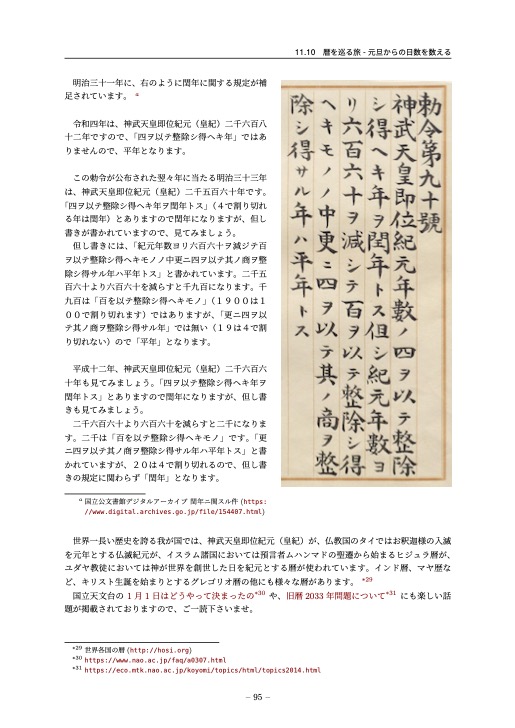 11.10 暦を巡る旅 - 元旦からの日数を数える
明治三十一年に、右のように閏年に関する規定が補
足されています。 a
令和四年は、神武天皇即位紀元（皇紀）二千六百八
十二年ですので、「四ヲ以テ整除シ得ヘキ年」ではあ
りませんので、平年となります。
この勅令が公布された翌々年に当たる明治三十三年
は、神武天皇即位紀元（皇紀）二千五百六十年です。
「四ヲ以テ整除シ得ヘキ年ヲ閏年トス」（４で割り切れ
る年は閏年）とありますので閏年になりますが、但し
書きが書かれていますので、見てみましょう。
但し書きには、「紀元年数ヨリ六百六十ヲ減ジテ百
ヲ以テ整除シ得ヘキモノノ中更ニ四ヲ以テ其ノ商ヲ整
除シ得サル年ハ平年トス」と書かれています。二千五
百六十より六百六十を減らすと千九百になります。千
九百は「百を以テ整除シ得ヘキモノ」（１９００は１
００で割り切れます）ではありますが、「更ニ四ヲ以
テ其ノ商ヲ整除シ得サル年」では無い（１９は４で割
り切れない）ので「平年」となります。
平成十二年、神武天皇即位紀元（皇紀）二千六百六
十年も見てみましょう。「四ヲ以テ整除シ得ヘキ年ヲ
閏年トス」とありますので閏年になりますが、但し書
きも見てみましょう。
二千六百六十より六百六十を減らすと二千になりま
す。二千は「百ヲ以テ整除シ得ヘキモノ」です。「更
ニ四ヲ以テ其ノ商ヲ整除シ得サル年ハ平年トス」と書
かれていますが、２０は４で割り切れるので、但し書
きの規定に関わらず「閏年」となります。
a 国立公文書館デジタルアーカイブ 閏年ニ関スル件 (https:
//www.digital.archives.go.jp/file/154407.html)
勅令第九十號
神武天皇即位紀元年數ノ四ヲ以テ整除
シ得ヘキ年ヲ閏年トス但シ紀元年數ヨ
リ六百六十ヲ減シテ百ヲ以テ整除シ得
ヘキモノノ中更ニ四ヲ以テ其ノ商ヲ整
除シ得サル年ハ平年トス
世界一長い歴史を誇る我が国では、神武天皇即位紀元（皇紀）が、仏教国のタイではお釈迦様の入滅
を元年とする仏滅紀元が、イスラム諸国においては預言者ムハンマドの聖遷から始まるヒジュラ暦が、
ユダヤ教徒においては神が世界を創世した日を紀元とする暦が使われています。インド暦、マヤ暦な
ど、キリスト生誕を始まりとするグレゴリオ暦の他にも様々な暦があります。 *29
国立天文台の 1 月 1 日はどうやって決まったの*30 や、旧暦 2033 年問題について*31 にも楽しい話
題が掲載されておりますので、ご一読下さいませ。
*29 世界各国の暦 (http://hosi.org)
*30 https://www.nao.ac.jp/faq/a0307.html
*31 https://eco.mtk.nao.ac.jp/koyomi/topics/html/topics2014.html
– 95 –